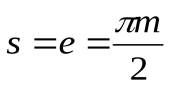 s = e = πm/2